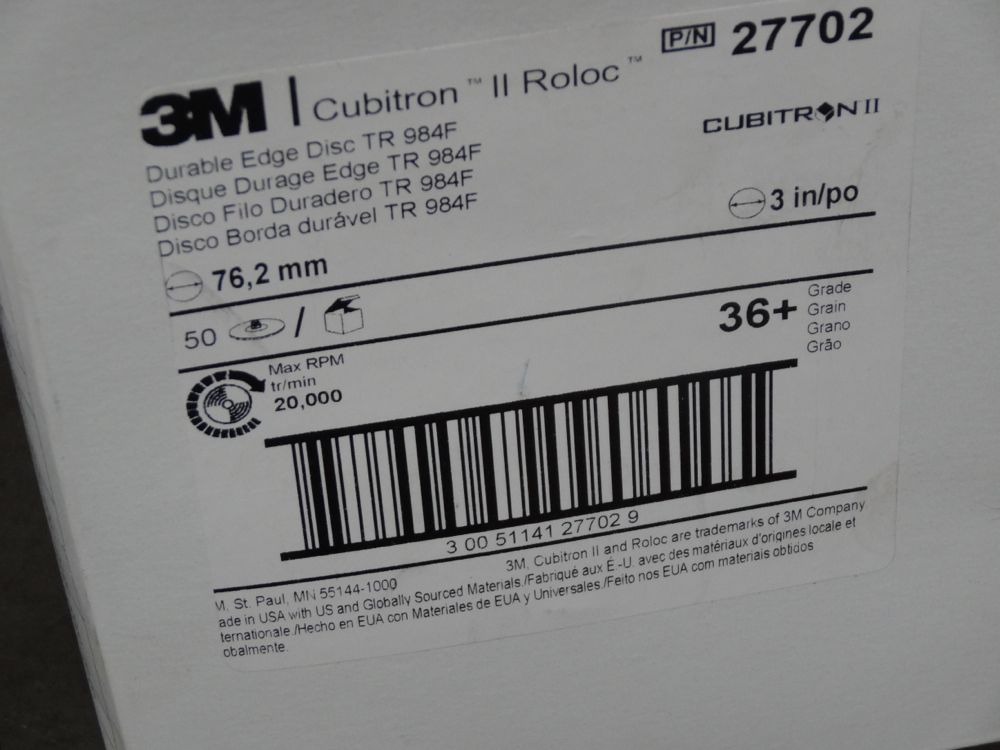 P/N 27702
3M | Cubitron™ II Roloc™
CUBITRON II
Durable Edge Disc TR 984F
Disque Durage Edge TR 984F
Disco Filo Duradero TR 984F
Disco Borda durável TR 984F
76,2 mm
3 in/po
50 /
36+
Grade
Grain
Grano
Grão
Max RPM
tr/min
20,000
3 00 51141 27702 9
3M, Cubitron II and Roloc are trademarks of 3M Company
M. St. Paul, MN 55144-1000
ade in USA with US and Globally Sourced Materials./Fabriqué aux É.-U. avec des matériaux d'origines locale et
ternationale./Hecho en EUA con Materiales de EUA y Universales./Feito nos EUA com materiais obtidos
obalmente.